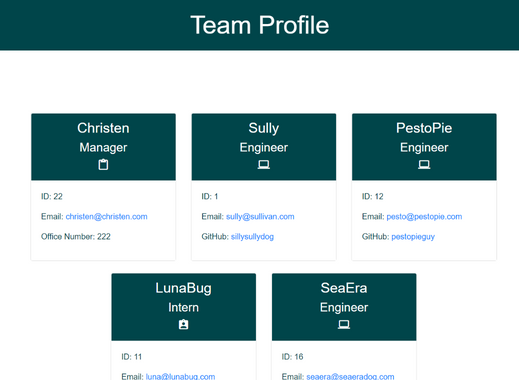 Team Profile
Christen
Manager
ID: 22
Email: christen@christen.com
Office Number: 222
Sully
Engineer
ID: 1
Email: sully@sullivan.com
GitHub: sillysullydog
PestoPie
Engineer
ID: 12
Email: pesto@pestopie.com
GitHub: pestopieguy
LunaBug
Intern
ID: 11
Email: luna@lunabug.com
SeaEra
Engineer
ID: 16
Email: seaera@seaeradog.com